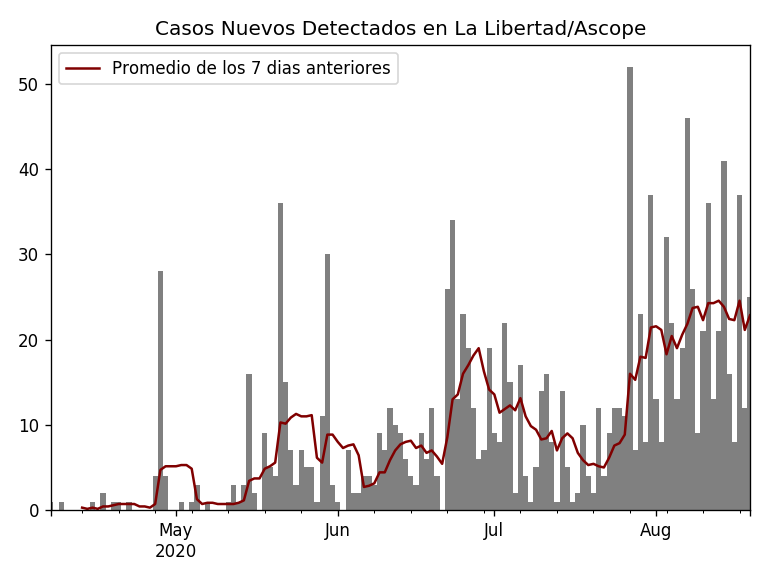 Casos Nuevos Detectados en La Libertad/Ascope
Promedio de los 7 dias anteriores
50
40
30
20
10
0
May
2020
Jun
Jul
Aug